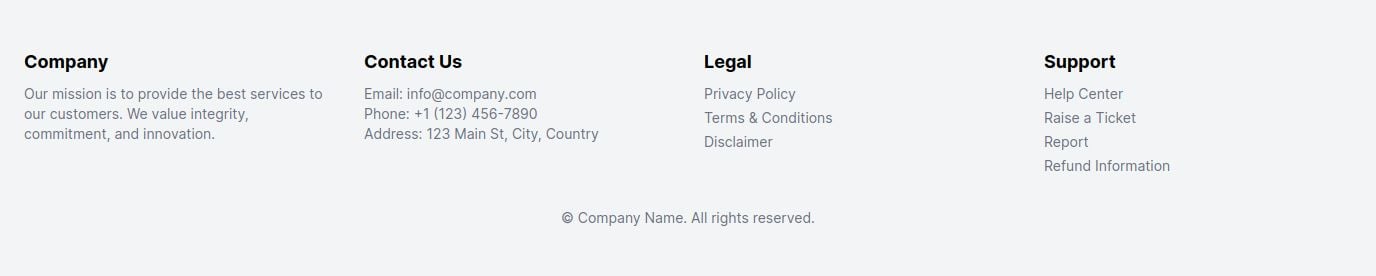 Company
Our mission is to provide the best services to
our customers. We value integrity,
commitment, and innovation.
Contact Us
Email: info@company.com
Phone: +1 (123) 456-7890
Address: 123 Main St, City, Country
Legal
Privacy Policy
Terms & Conditions
Disclaimer
Support
Help Center
Raise a Ticket
Report
Refund Information
© Company Name. All rights reserved.